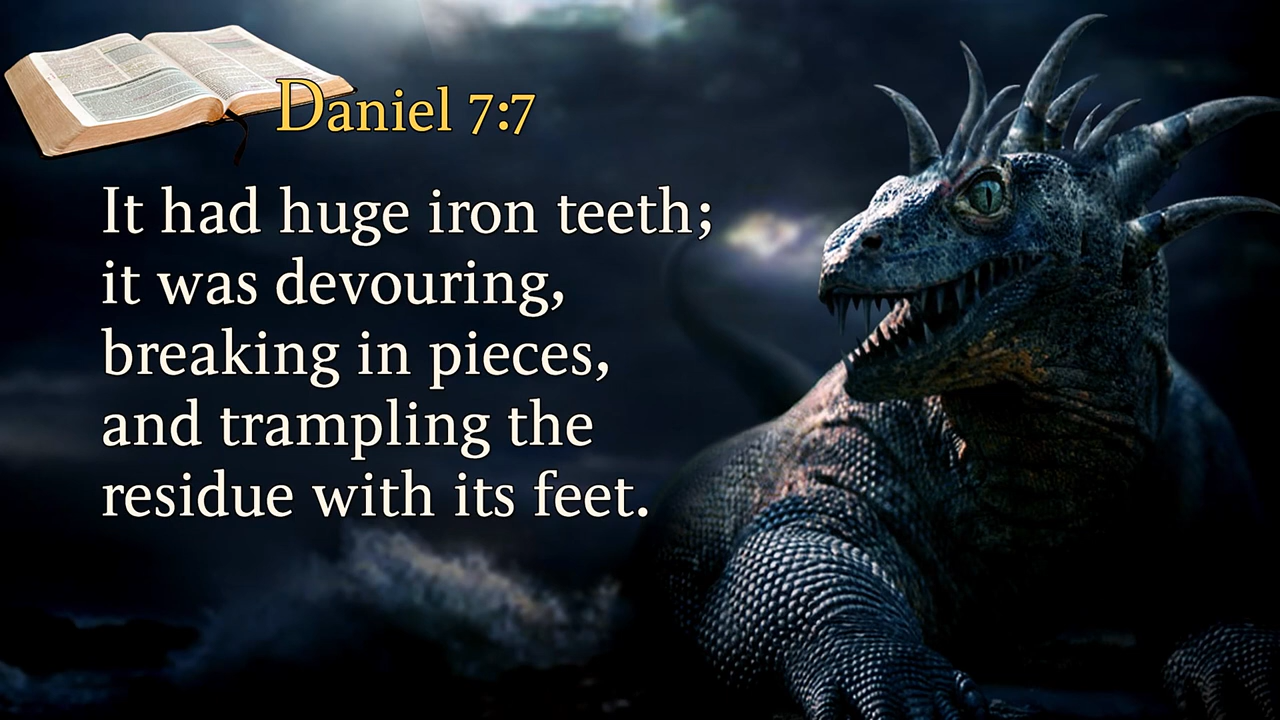 Daniel 7:7
It had huge iron teeth;
it was devouring,
breaking in pieces,
and trampling the
residue with its feet.